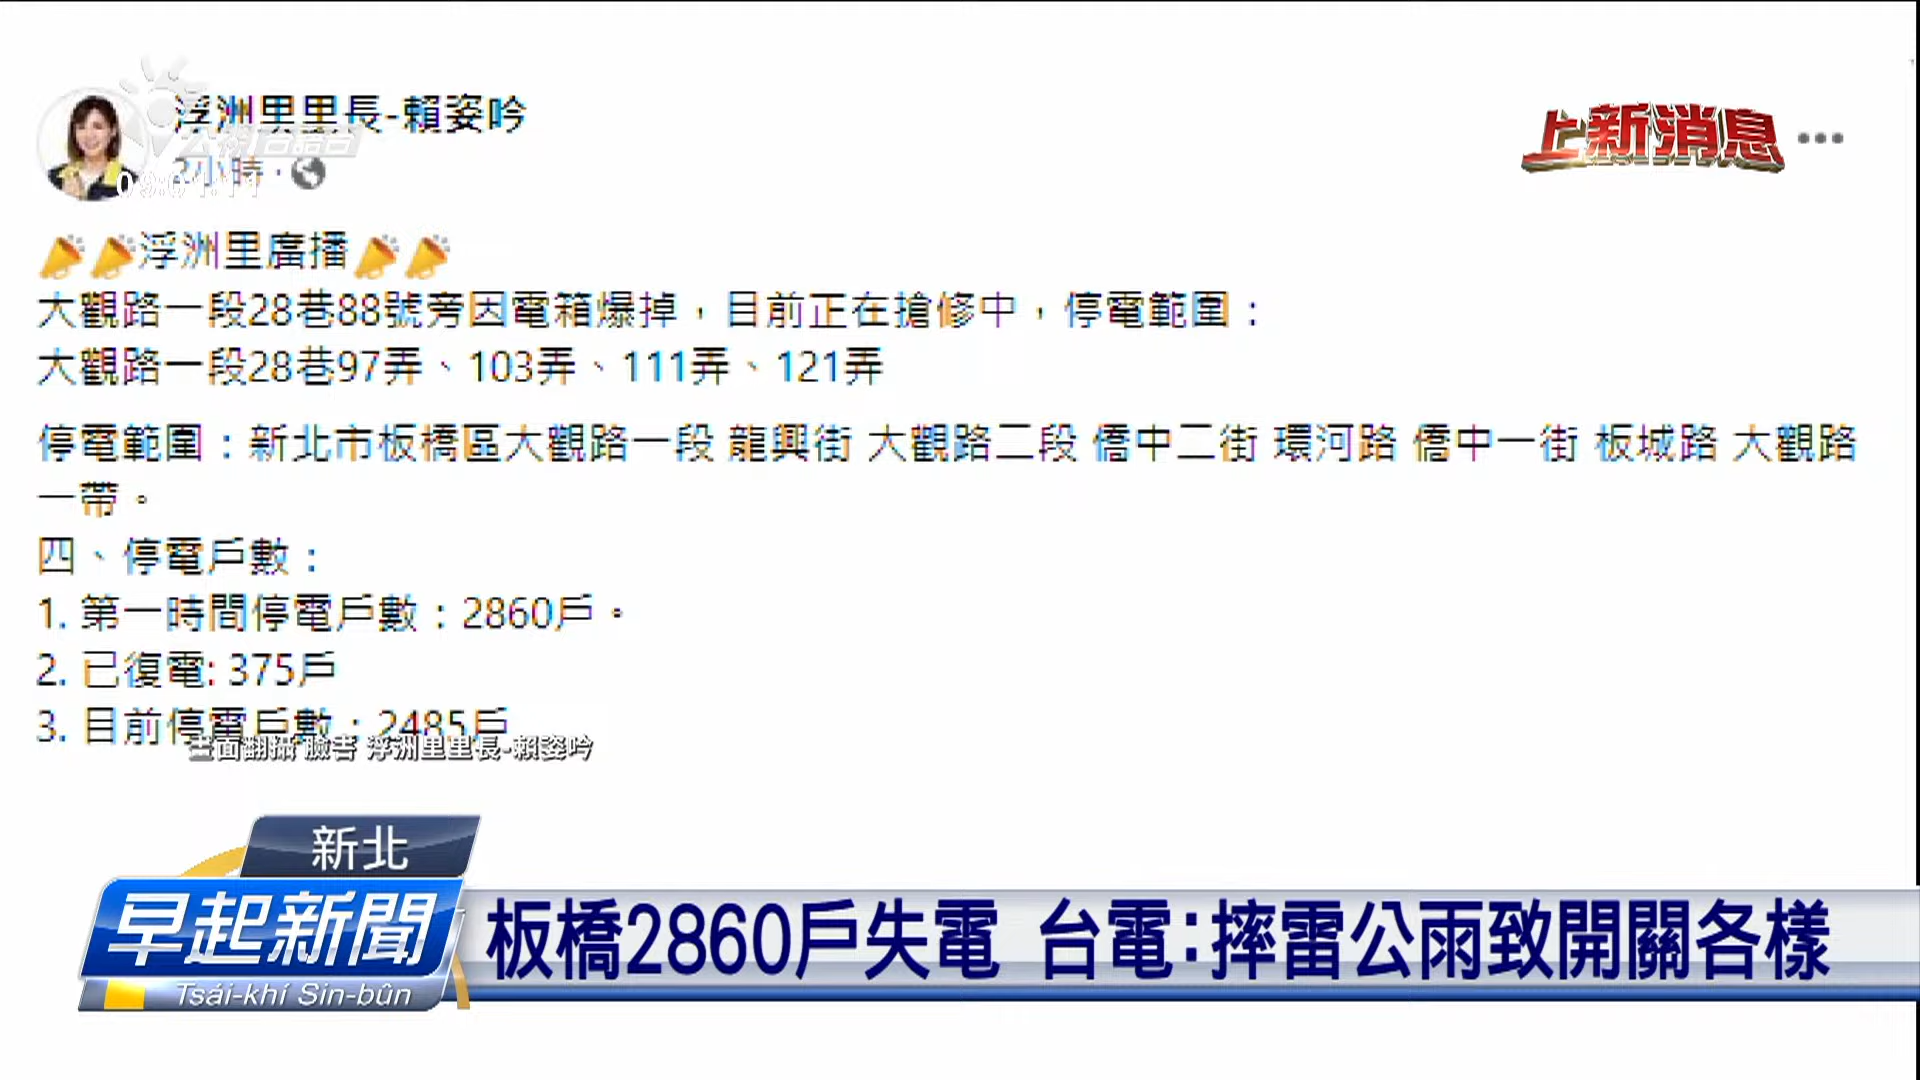 浮洲里里長-賴姿吟
公視台語台
2小時
09:01:11
上新消息
浮洲里廣播
大觀路一段28巷88號旁因電箱爆掉，目前正在搶修中，停電範圍：
大觀路一段28巷97弄、103弄、111弄、121弄
停電範圍：新北市板橋區大觀路一段 龍興街 大觀路二段 僑中二街 環河路 僑中一街 板城路 大觀路
一帶。
四、停電戶數：
1. 第一時間停電戶數：2860戶。
2. 已復電: 375戶
3. 目前停電戶數：2485戶
畫面翻攝 臉書 浮洲里里長-賴姿吟
新北
早起新聞
Tsái-khí Sin-bûn
板橋2860戶失電 台電:摔雷公雨致開關各樣